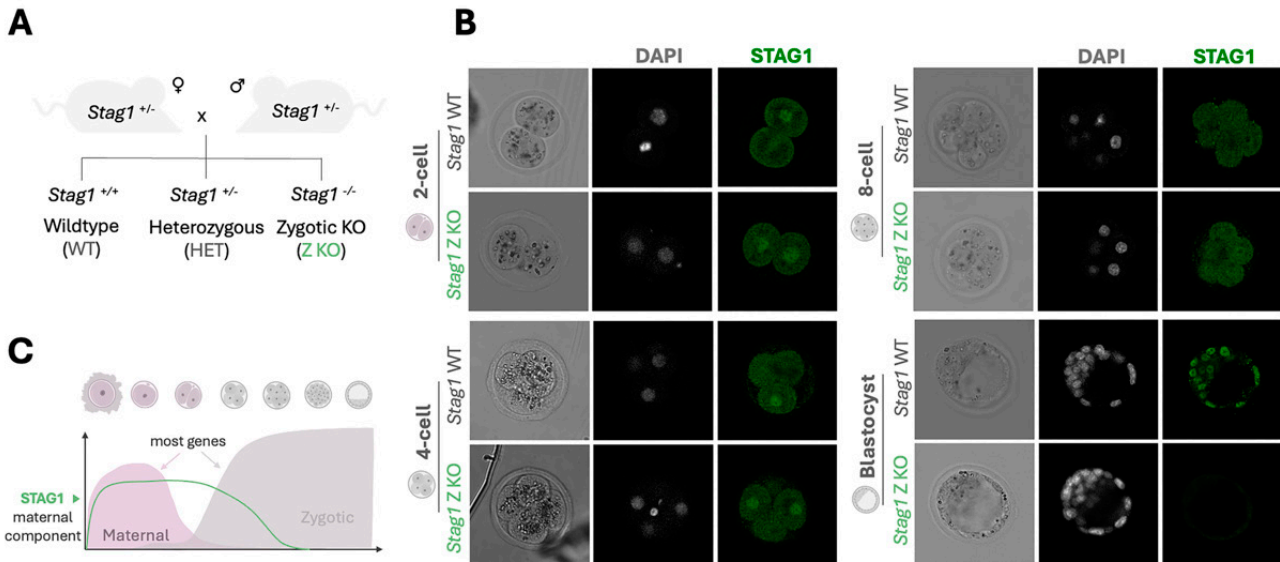 A
♀
♂
Stag1 +/-
x
Stag1 +/-
Stag1 +/+
Stag1 +/-
Stag1 -/-
Wildtype
(WT)
Heterozygous
(HET)
Zygotic KO
(Z KO)
B
DAPI
STAG1
2-cell
Stag1 WT
Stag1 Z KO
4-cell
Stag1 WT
Stag1 Z KO
DAPI
STAG1
8-cell
Stag1 WT
Stag1 Z KO
Blastocyst
Stag1 WT
Stag1 Z KO
C
most genes
STAG1
maternal
component
Maternal
Zygotic